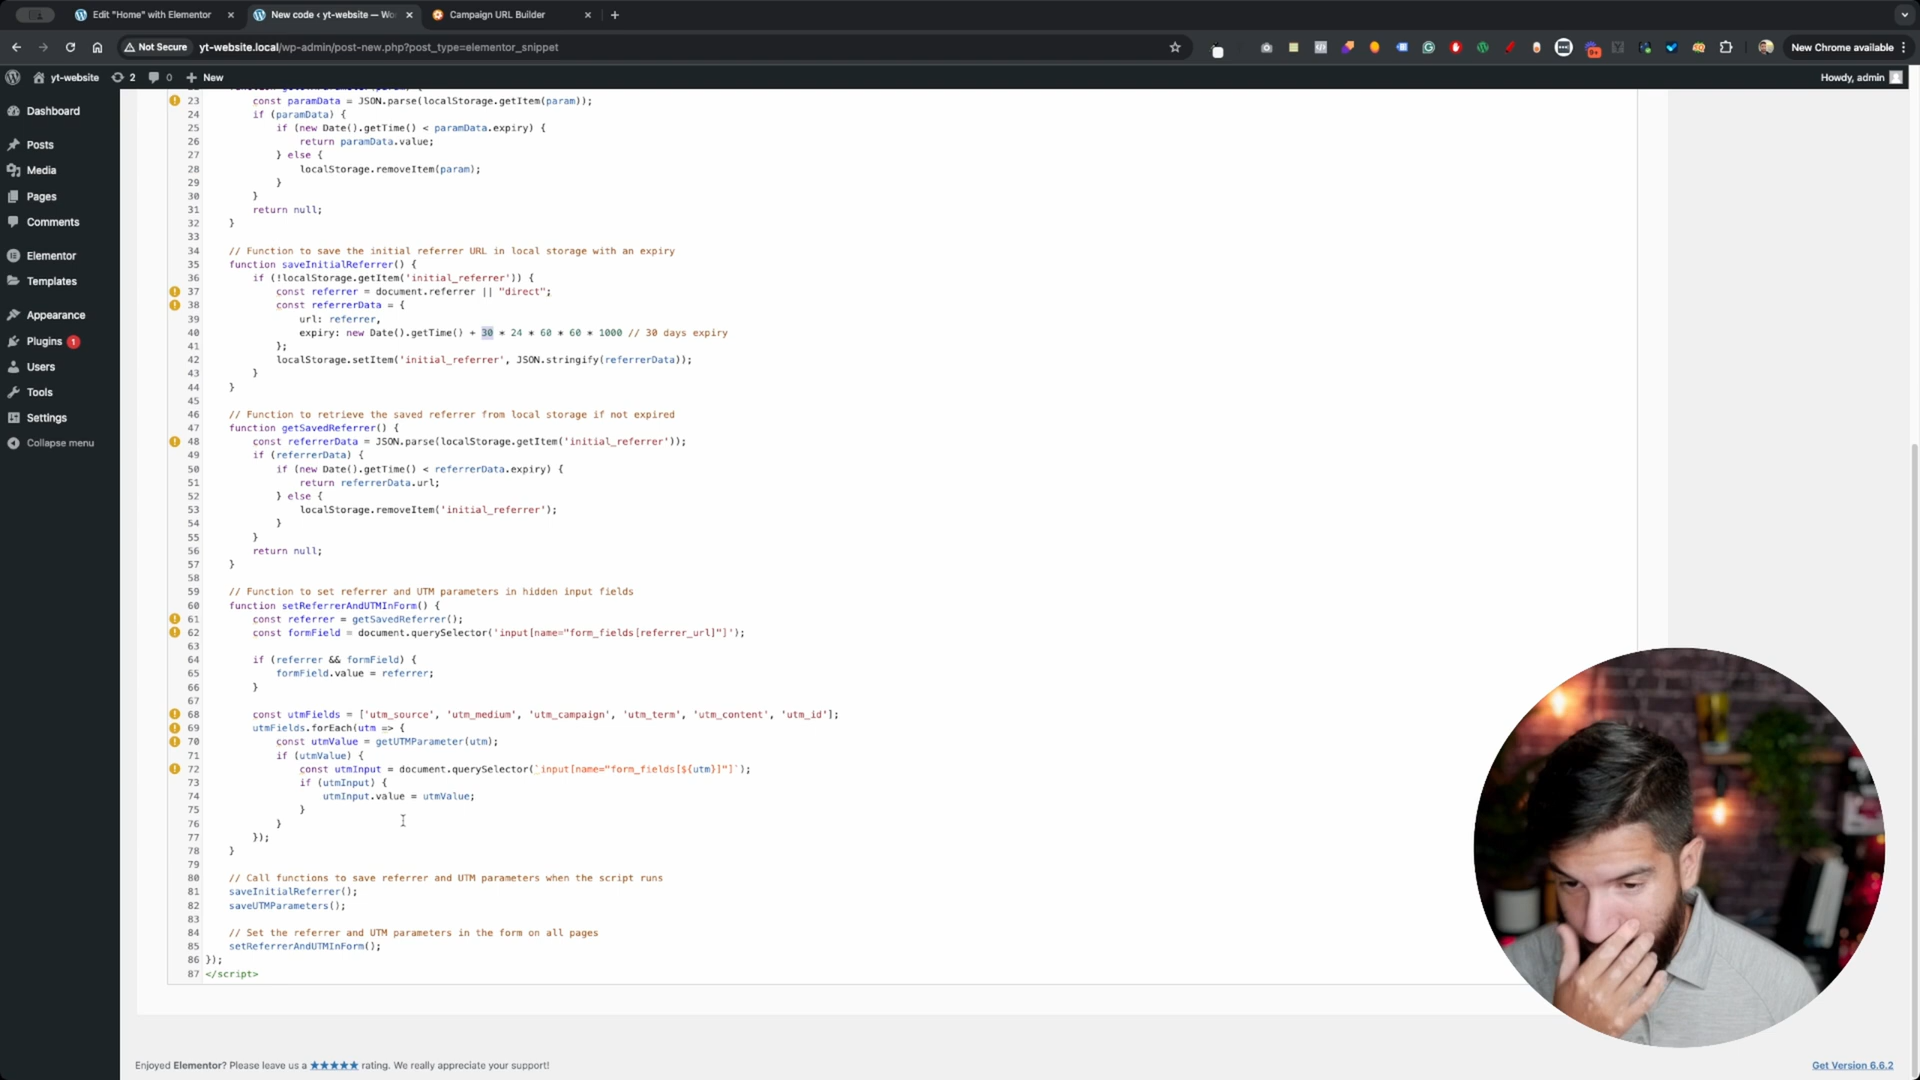 Edit "Home" with Elementor
New code ‹ yt-website — Wo
Campaign URL Builder
Not Secure
yt-website.local/wp-admin/post-new.php?post_type=elementor_snippet
New Chrome available
yt-website
2
0
New
Howdy, admin
Dashboard
Posts
Media
Pages
Comments
Elementor
Templates
Appearance
Plugins 1
Users
Tools
Settings
Collapse menu
23 const paramData = JSON.parse(localStorage.getItem(param));
24 if (paramData) {
25 if (new Date().getTime() < paramData.expiry) {
26 return paramData.value;
27 } else {
28 localStorage.removeItem(param);
29 }
30 }
31 return null;
32 }
33
34 // Function to save the initial referrer URL in local storage with an expiry
35 function saveInitialReferrer() {
36 if (!localStorage.getItem('initial_referrer')) {
37 const referrer = document.referrer || "direct";
38 const referrerData = {
39 url: referrer,
40 expiry: new Date().getTime() + 30 * 24 * 60 * 60 * 1000 // 30 days expiry
41 };
42 localStorage.setItem('initial_referrer', JSON.stringify(referrerData));
43 }
44 }
45
46 // Function to retrieve the saved referrer from local storage if not expired
47 function getSavedReferrer() {
48 const referrerData = JSON.parse(localStorage.getItem('initial_referrer'));
49 if (referrerData) {
50 if (new Date().getTime() < referrerData.expiry) {
51 return referrerData.url;
52 } else {
53 localStorage.removeItem('initial_referrer');
54 }
55 }
56 return null;
57 }
58
59 // Function to set referrer and UTM parameters in hidden input fields
60 function setReferrerAndUTMInForm() {
61 const referrer = getSavedReferrer();
62 const formField = document.querySelector('input[name="form_fields[referrer_url]"]');
63
64 if (referrer && formField) {
65 formField.value = referrer;
66 }
67
68 const utmFields = ['utm_source', 'utm_medium', 'utm_campaign', 'utm_term', 'utm_content', 'utm_id'];
69 utmFields.forEach(utm => {
70 const utmValue = getUTMParameter(utm);
71 if (utmValue) {
72 const utmInput = document.querySelector(`input[name="form_fields[${utm}]"]`);
73 if (utmInput) {
74 utmInput.value = utmValue;
75 }
76 }
77 });
78 }
79
80 // Call functions to save referrer and UTM parameters when the script runs
81 saveInitialReferrer();
82 saveUTMParameters();
83
84 // Set the referrer and UTM parameters in the form on all pages
85 setReferrerAndUTMInForm();
86 });
87 </script>
Enjoyed Elementor? Please leave us a ★★★★★ rating. We really appreciate your support!
Get Version 6.6.2